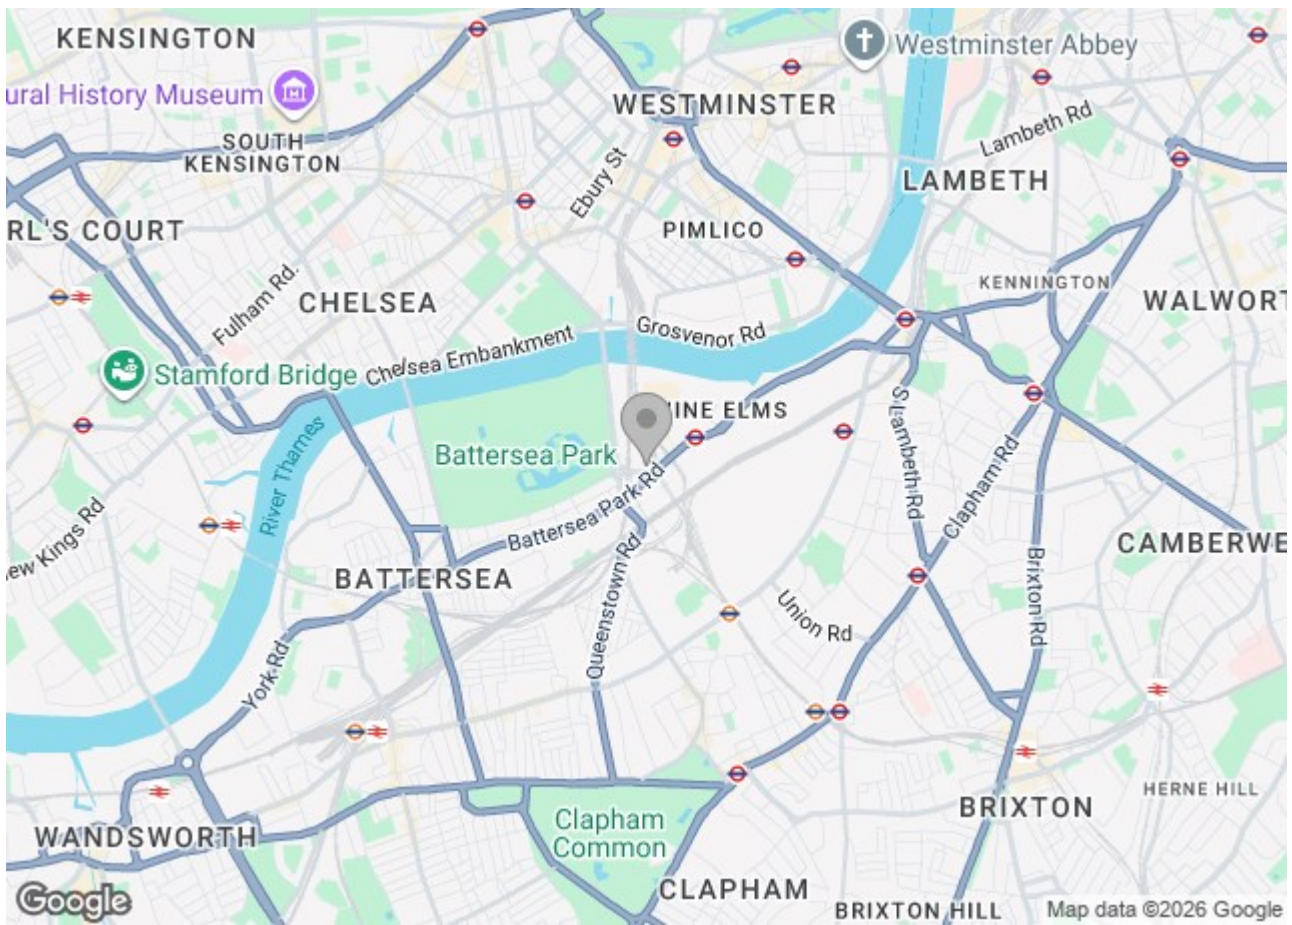 KENSINGTON
Westminster Abbey
ural History Museum
WESTMINSTER
Lambeth Rd
SOUTH
KENSINGTON
Ebury St
LAMBETH
RL'S COURT
PIMLICO
Fulham Rd.
CHELSEA
KENNINGTON
WALWORT
Grosvenor Rd
Chelsea Embankment
Stamford Bridge
INE ELMS
S Lambeth Rd
Clapham Rd
River Thames
Battersea Park
Battersea Park Rd
New Kings Rd
CAMBERWE
BATTERSEA
Queenstown Rd
Union Rd
Brixton Rd
York Rd
HERNE HILL
BRIXTON
WANDSWORTH
Clapham
Common
CLAPHAM
BRIXTON HILL
Google
Map data ©2026 Google